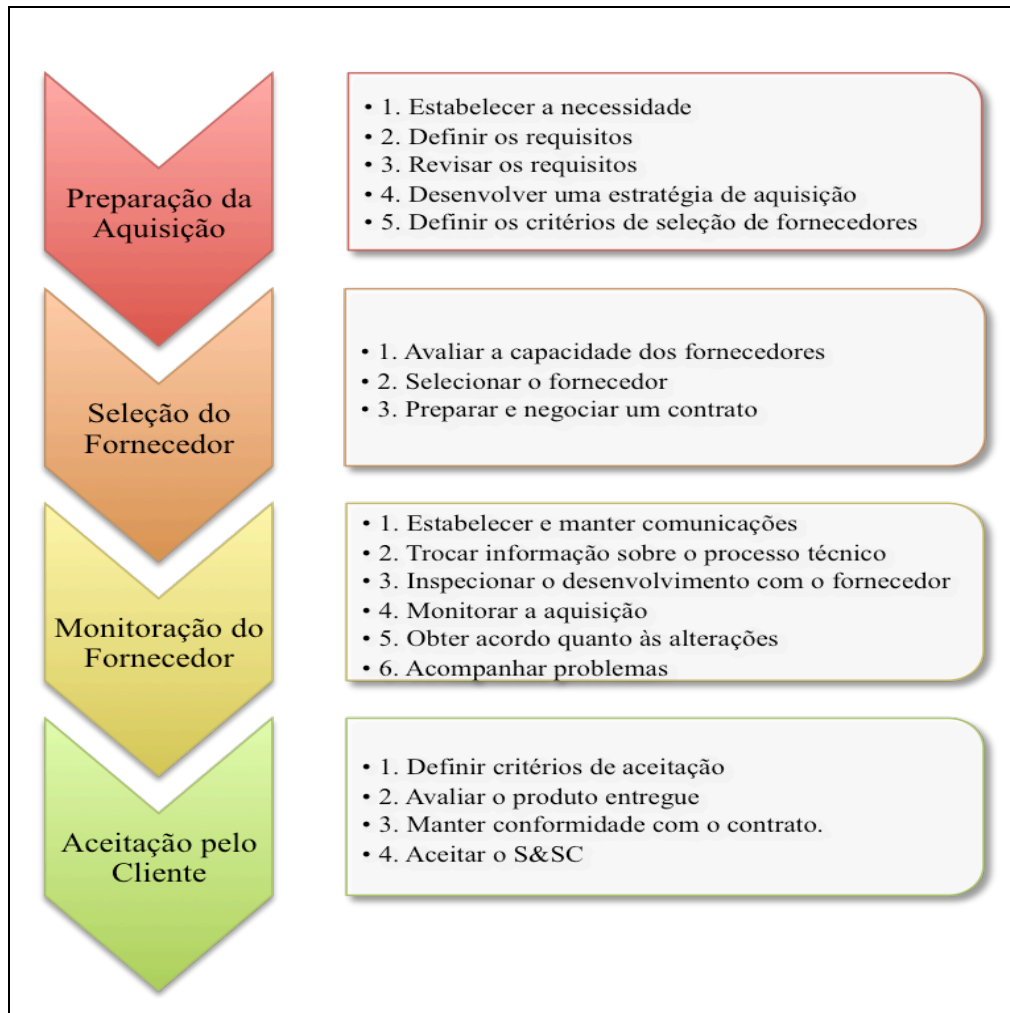 Preparação da
Aquisição
• 1. Estabelecer a necessidade
• 2. Definir os requisitos
• 3. Revisar os requisitos
• 4. Desenvolver uma estratégia de aquisição
• 5. Definir os critérios de seleção de fornecedores
Seleção do
Fornecedor
• 1. Avaliar a capacidade dos fornecedores
• 2. Selecionar o fornecedor
• 3. Preparar e negociar um contrato
Monitoração do
Fornecedor
• 1. Estabelecer e manter comunicações
• 2. Trocar informação sobre o processo técnico
• 3. Inspecionar o desenvolvimento com o fornecedor
• 4. Monitorar a aquisição
• 5. Obter acordo quanto às alterações
• 6. Acompanhar problemas
Aceitação pelo
Cliente
• 1. Definir critérios de aceitação
• 2. Avaliar o produto entregue
• 3. Manter conformidade com o contrato.
• 4. Aceitar o S&SC